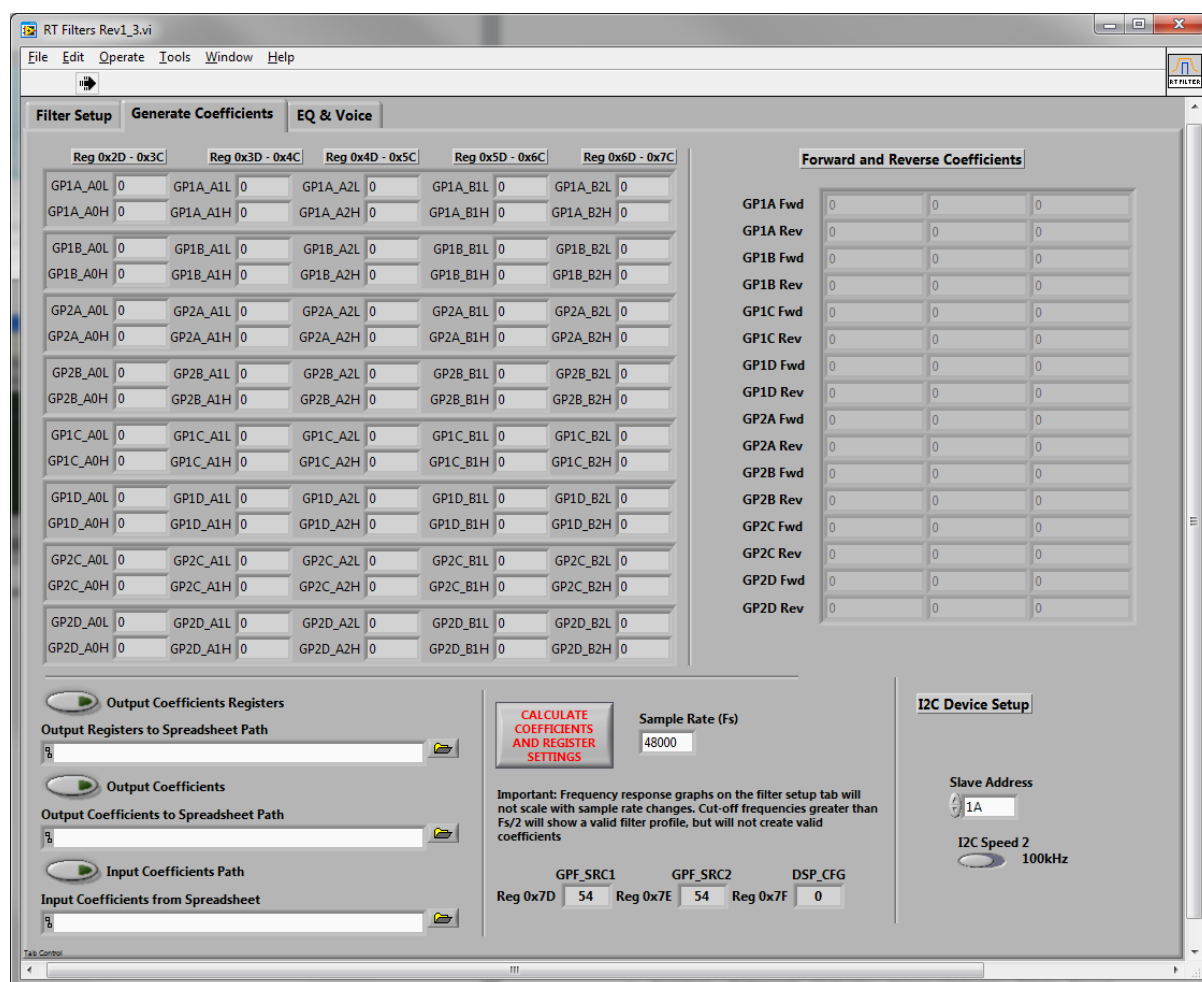 RT Filters Rev1_3.vi
File Edit Operate Tools Window Help
RT FILTER
Filter Setup Generate Coefficients EQ & Voice
Reg 0x2D - 0x3C Reg 0x3D - 0x4C Reg 0x4D - 0x5C Reg 0x5D - 0x6C Reg 0x6D - 0x7C
GP1A_A0L 0 GP1A_A1L 0 GP1A_A2L 0 GP1A_B1L 0 GP1A_B2L 0
GP1A_A0H 0 GP1A_A1H 0 GP1A_A2H 0 GP1A_B1H 0 GP1A_B2H 0
GP1B_A0L 0 GP1B_A1L 0 GP1B_A2L 0 GP1B_B1L 0 GP1B_B2L 0
GP1B_A0H 0 GP1B_A1H 0 GP1B_A2H 0 GP1B_B1H 0 GP1B_B2H 0
GP2A_A0L 0 GP2A_A1L 0 GP2A_A2L 0 GP2A_B1L 0 GP2A_B2L 0
GP2A_A0H 0 GP2A_A1H 0 GP2A_A2H 0 GP2A_B1H 0 GP2A_B2H 0
GP2B_A0L 0 GP2B_A1L 0 GP2B_A2L 0 GP2B_B1L 0 GP2B_B2L 0
GP2B_A0H 0 GP2B_A1H 0 GP2B_A2H 0 GP2B_B1H 0 GP2B_B2H 0
GP1C_A0L 0 GP1C_A1L 0 GP1C_A2L 0 GP1C_B1L 0 GP1C_B2L 0
GP1C_A0H 0 GP1C_A1H 0 GP1C_A2H 0 GP1C_B1H 0 GP1C_B2H 0
GP1D_A0L 0 GP1D_A1L 0 GP1D_A2L 0 GP1D_B1L 0 GP1D_B2L 0
GP1D_A0H 0 GP1D_A1H 0 GP1D_A2H 0 GP1D_B1H 0 GP1D_B2H 0
GP2C_A0L 0 GP2C_A1L 0 GP2C_A2L 0 GP2C_B1L 0 GP2C_B2L 0
GP2C_A0H 0 GP2C_A1H 0 GP2C_A2H 0 GP2C_B1H 0 GP2C_B2H 0
GP2D_A0L 0 GP2D_A1L 0 GP2D_A2L 0 GP2D_B1L 0 GP2D_B2L 0
GP2D_A0H 0 GP2D_A1H 0 GP2D_A2H 0 GP2D_B1H 0 GP2D_B2H 0
Forward and Reverse Coefficients
GP1A Fwd 0 0 0
GP1A Rev 0 0 0
GP1B Fwd 0 0 0
GP1B Rev 0 0 0
GP1C Fwd 0 0 0
GP1C Rev 0 0 0
GP1D Fwd 0 0 0
GP1D Rev 0 0 0
GP2A Fwd 0 0 0
GP2A Rev 0 0 0
GP2B Fwd 0 0 0
GP2B Rev 0 0 0
GP2C Fwd 0 0 0
GP2C Rev 0 0 0
GP2D Fwd 0 0 0
GP2D Rev 0 0 0
Output Coefficients Registers
Output Registers to Spreadsheet Path
Output Coefficients
Output Coefficients to Spreadsheet Path
Input Coefficients Path
Input Coefficients from Spreadsheet
CALCULATE
COEFFICIENTS
AND REGISTER
SETTINGS
Sample Rate (Fs)
48000
Important: Frequency response graphs on the filter setup tab will
not scale with sample rate changes. Cut-off frequencies greater than
Fs/2 will show a valid filter profile, but will not create valid
coefficients
GPF_SRC1 GPF_SRC2 DSP_CFG
Reg 0x7D 54 Reg 0x7E 54 Reg 0x7F 0
I2C Device Setup
Slave Address
1A
I2C Speed 2
100kHz
Tab Control